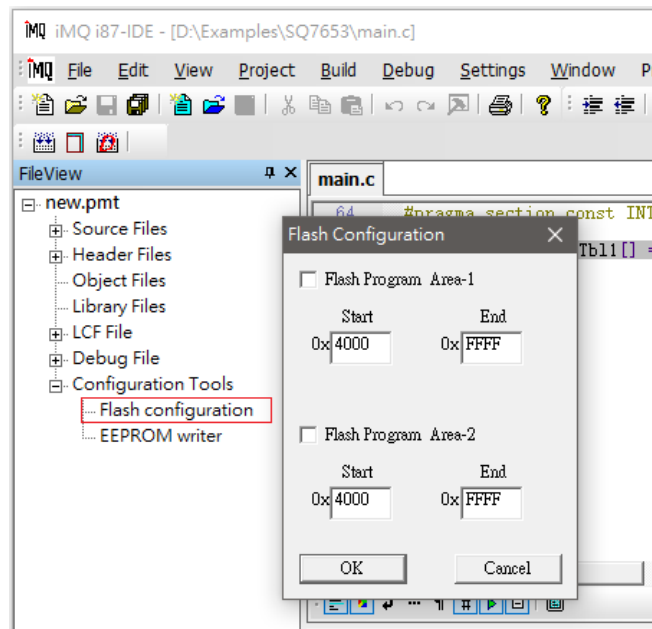 iMQ iMQ i87-IDE - [D:\Examples\SQ7653\main.c]
iMQ File Edit View Project Build Debug Settings Window P
FileView
main.c
new.pmt
64 #pragma section const INT
Source Files
Flash Configuration
Tbl1[] =
Header Files
Flash Program Area-1
Object Files
Start End
Library Files
0x 4000 0x FFFF
LCF File
Debug File
Configuration Tools
Flash configuration
Flash Program Area-2
EEPROM writer
Start End
0x 4000 0x FFFF
OK Cancel